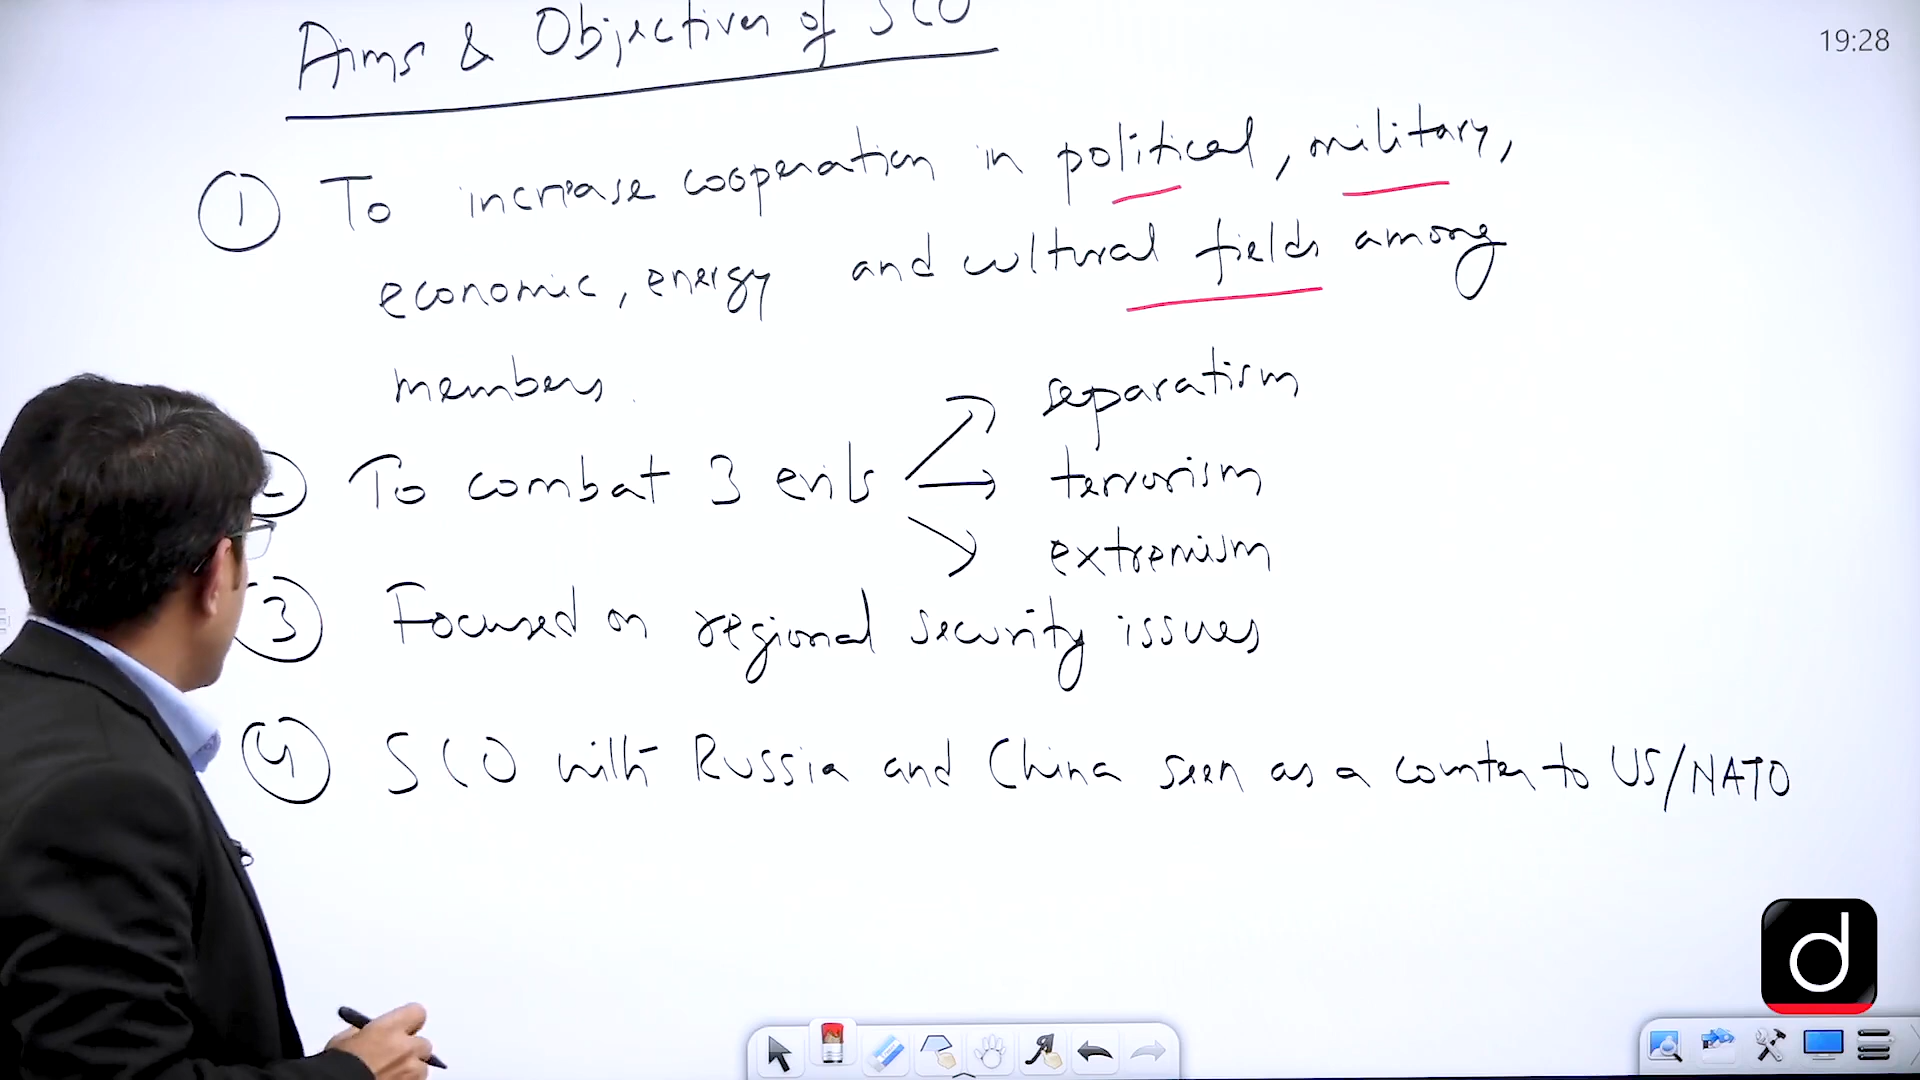 Aims & Objectives of SCO
19:28
① To increase cooperation in political, military,
economic, energy and cultural fields among
members.
② To combat 3 evils
separatism
terrorism
extremism
③ Focused on regional security issues
④ SCO with Russia and China seen as a counter to US/NATO
d